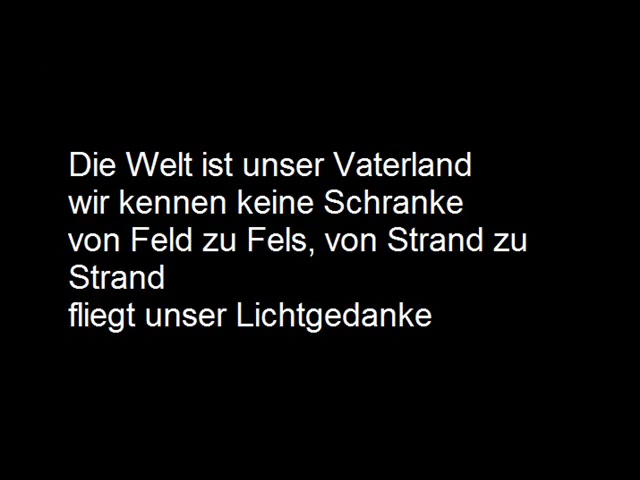 Die Welt ist unser Vaterland
wir kennen keine Schranke
von Feld zu Fels, von Strand zu
Strand
fliegt unser Lichtgedanke